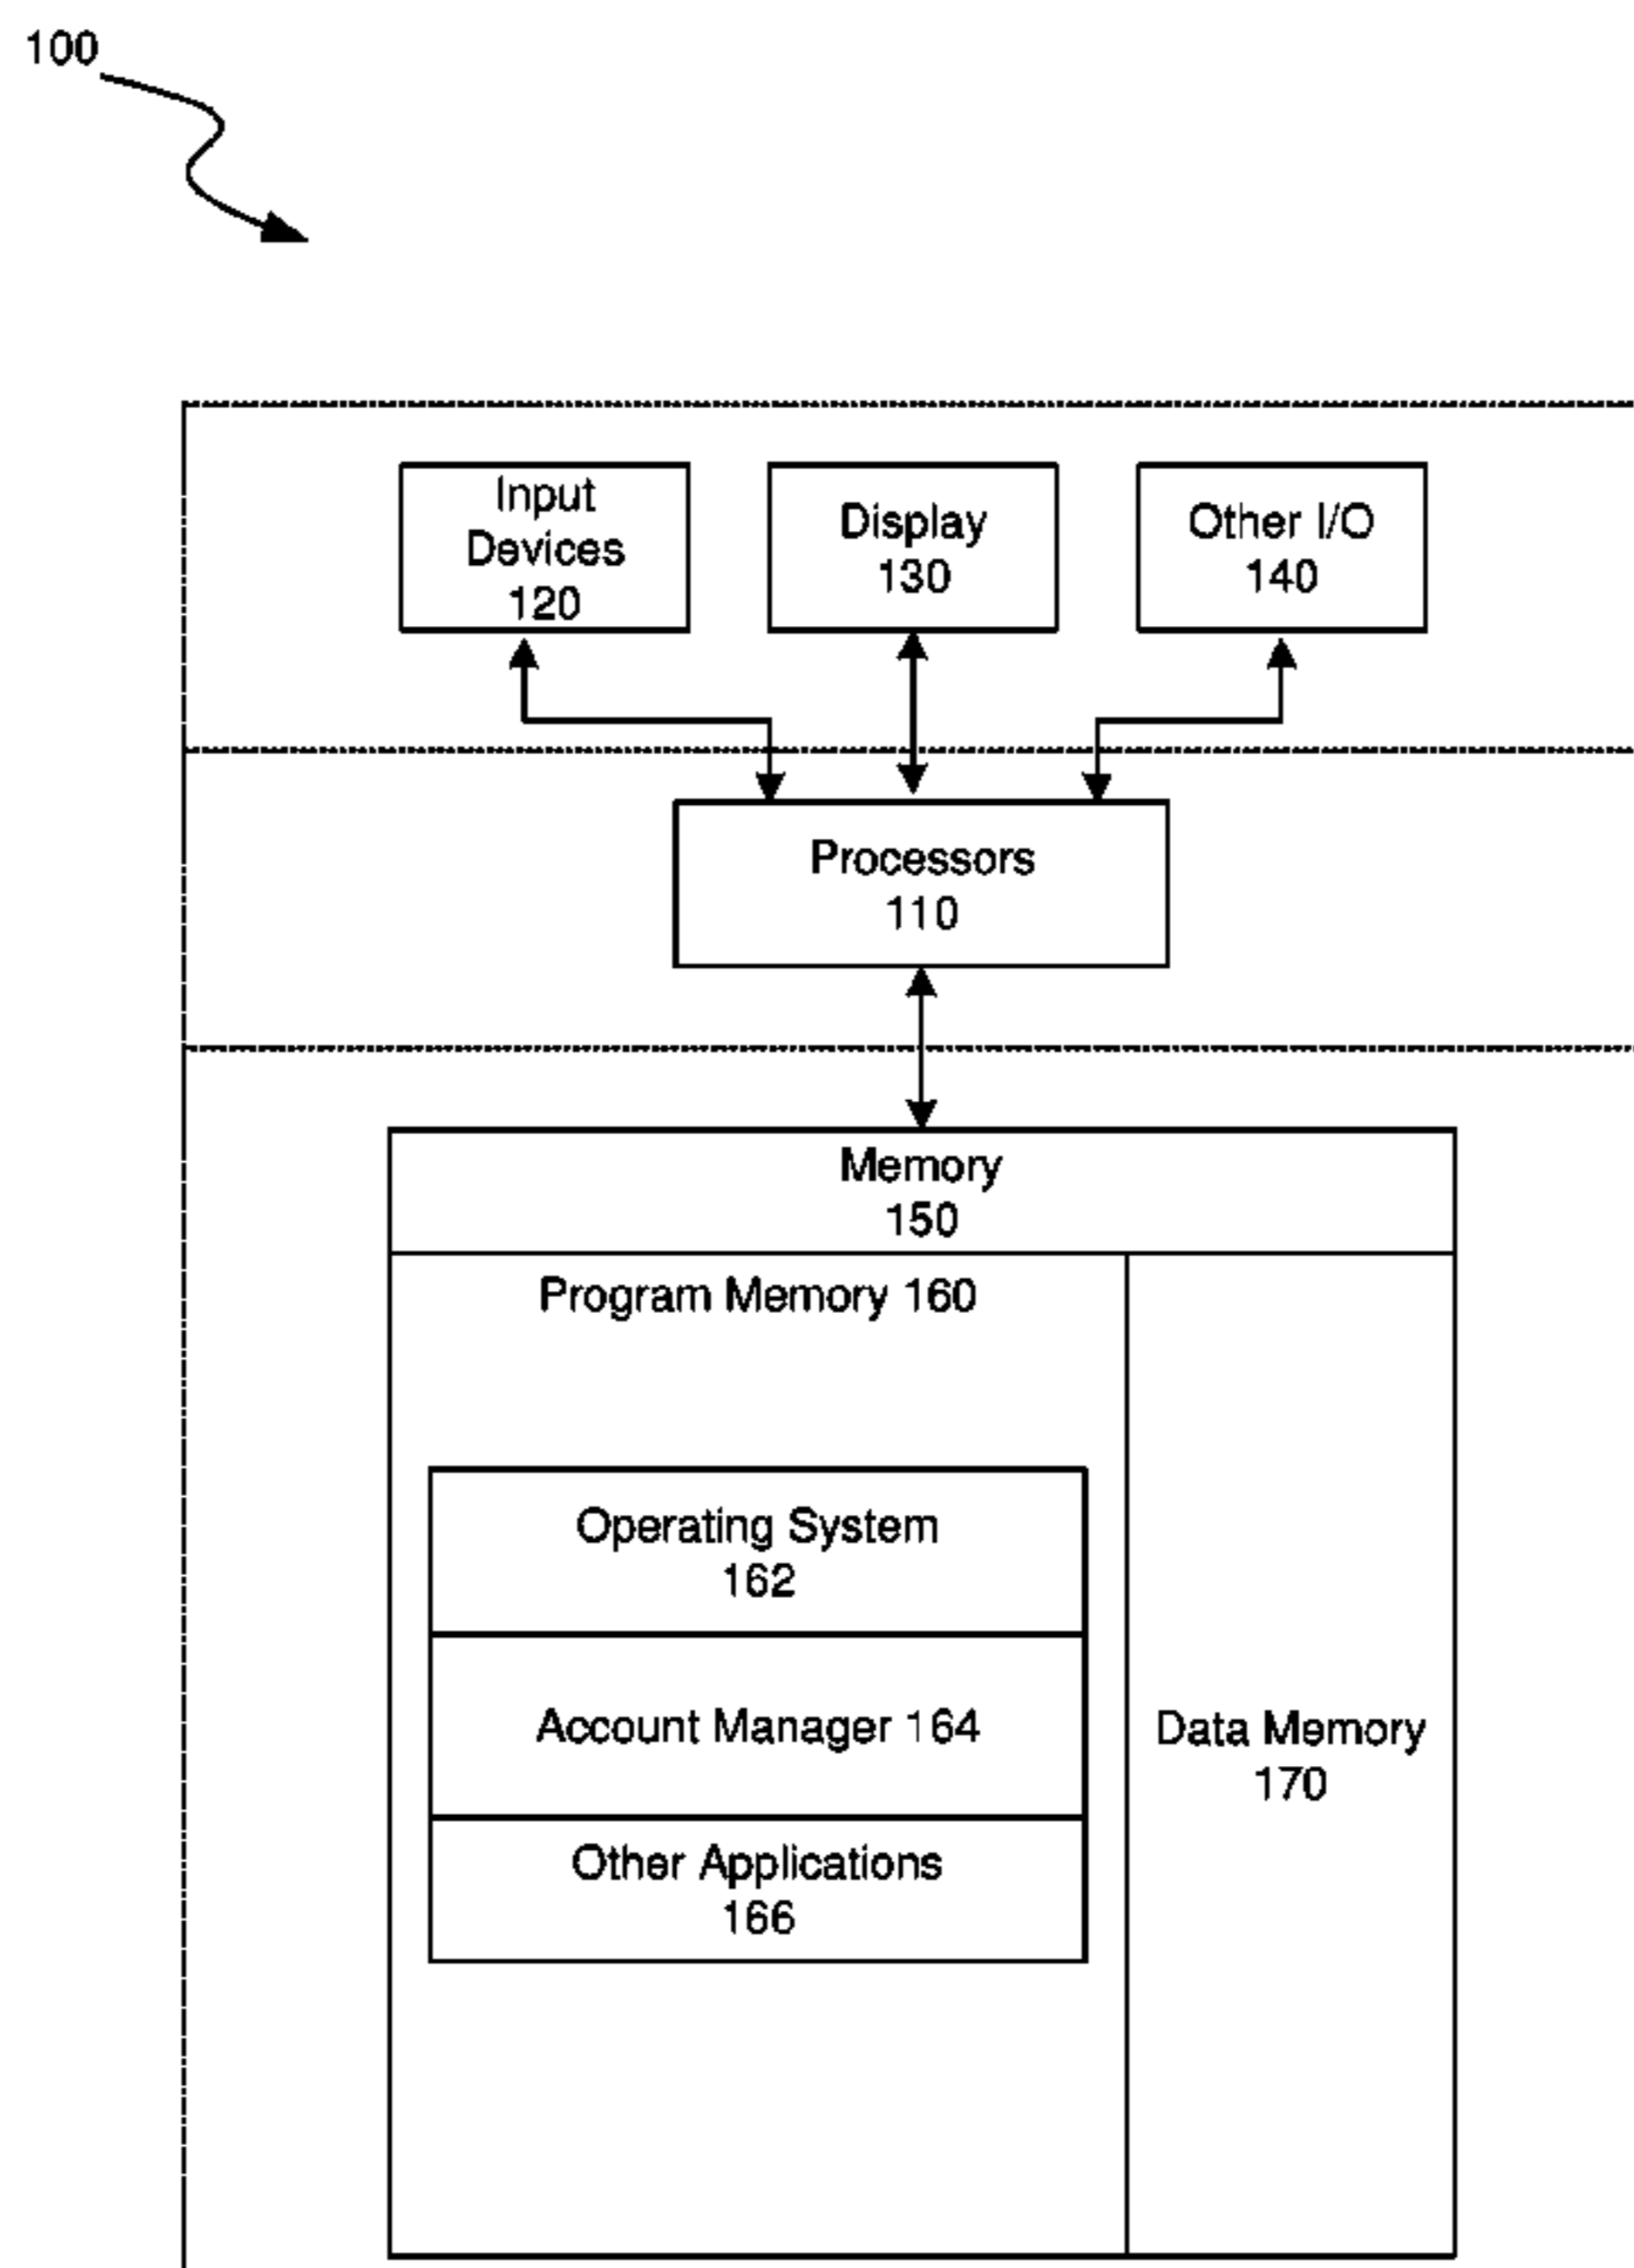 100
Input
Devices
120
Display
130
Other I/O
140
Processors
110
Memory
150
Program Memory 160
Operating System
162
Account Manager 164
Other Applications
166
Data Memory
170